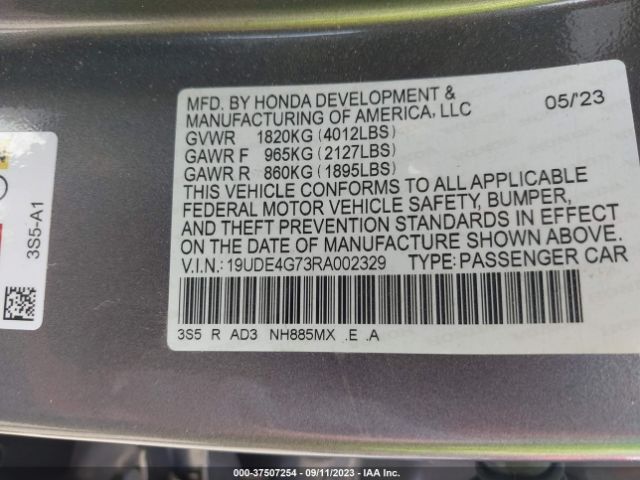 MFD. BY HONDA DEVELOPMENT &
MANUFACTURING OF AMERICA, LLC
05/'23
GVWR 1820KG (4012LBS)
GAWR F 965KG (2127LBS)
GAWR R 860KG (1895LBS)
THIS VEHICLE CONFORMS TO ALL APPLICABLE
FEDERAL MOTOR VEHICLE SAFETY, BUMPER,
AND THEFT PREVENTION STANDARDS IN EFFECT
ON THE DATE OF MANUFACTURE SHOWN ABOVE.
V.I.N.: 19UDE4G73RA002329 TYPE: PASSENGER CAR
3S5 R AD3 NH885MX .E .A
3S5-A1
000-37507254 - 09/11/2023 - IAA Inc.